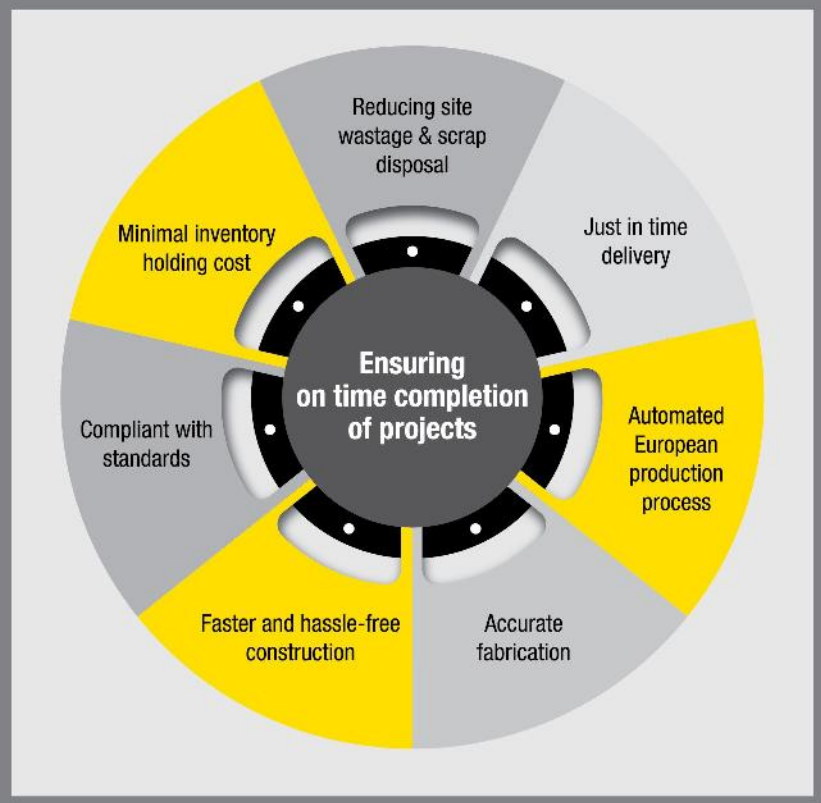 Reducing site
wastage & scrap
disposal
Just in time
delivery
Automated
European
production
process
Accurate
fabrication
Faster and hassle-free
construction
Compliant with
standards
Minimal inventory
holding cost
Ensuring
on time completion
of projects